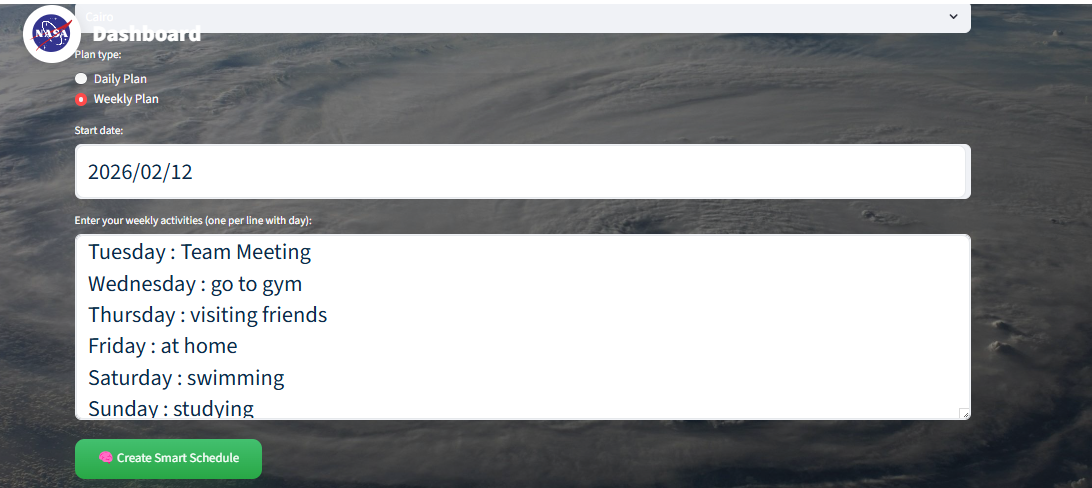 Cairo
NASA
Dashboard
Plan type:
Daily Plan
Weekly Plan
Start date:
2026/02/12
Enter your weekly activities (one per line with day):
Tuesday : Team Meeting
Wednesday : go to gym
Thursday : visiting friends
Friday : at home
Saturday : swimming
Sunday : studying
Create Smart Schedule